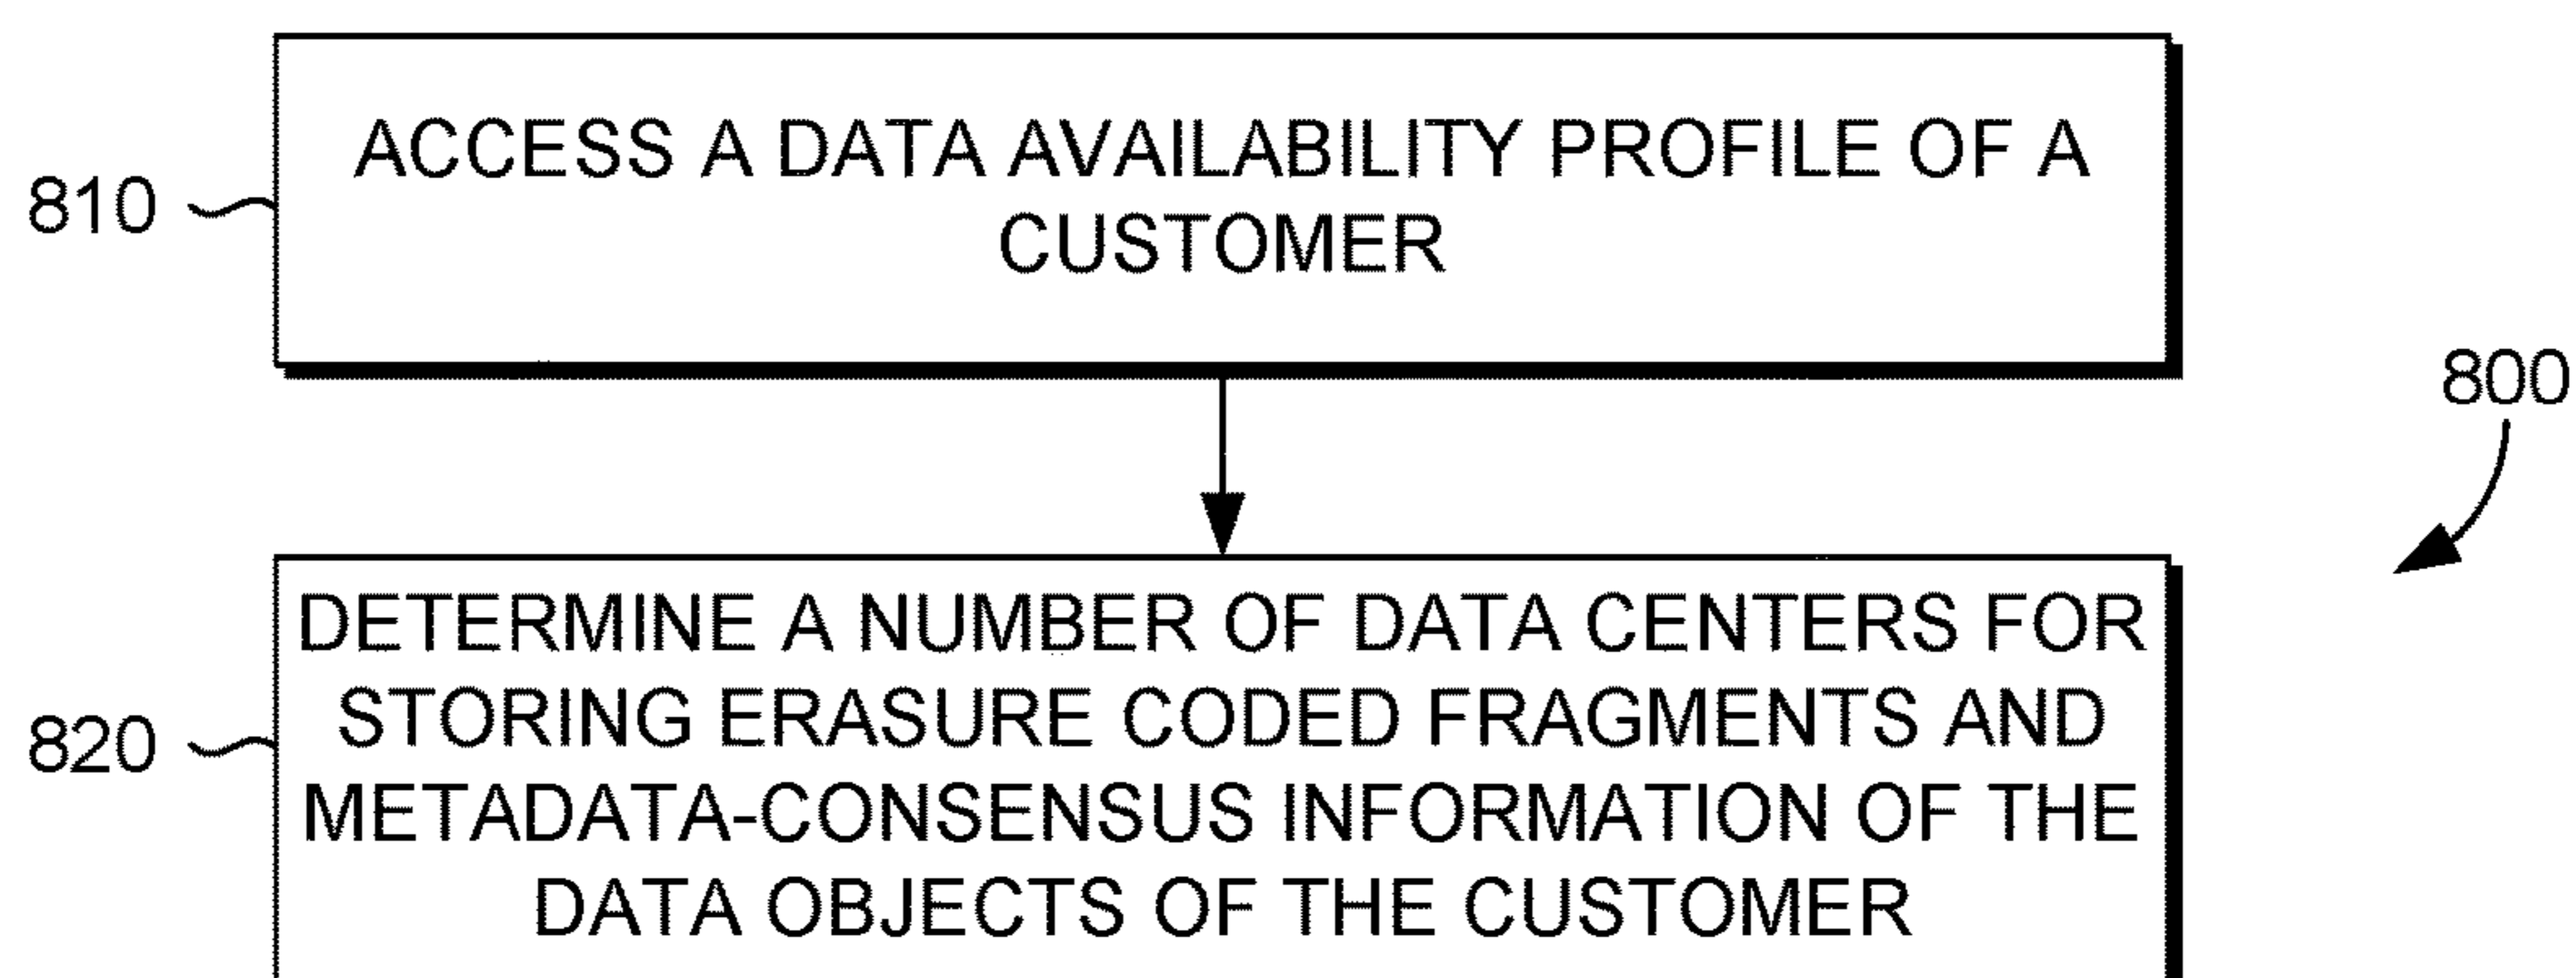 ACCESS A DATA AVAILABILITY PROFILE OF A
CUSTOMER
810
800
DETERMINE A NUMBER OF DATA CENTERS FOR
STORING ERASURE CODED FRAGMENTS AND
METADATA-CONSENSUS INFORMATION OF THE
DATA OBJECTS OF THE CUSTOMER
820